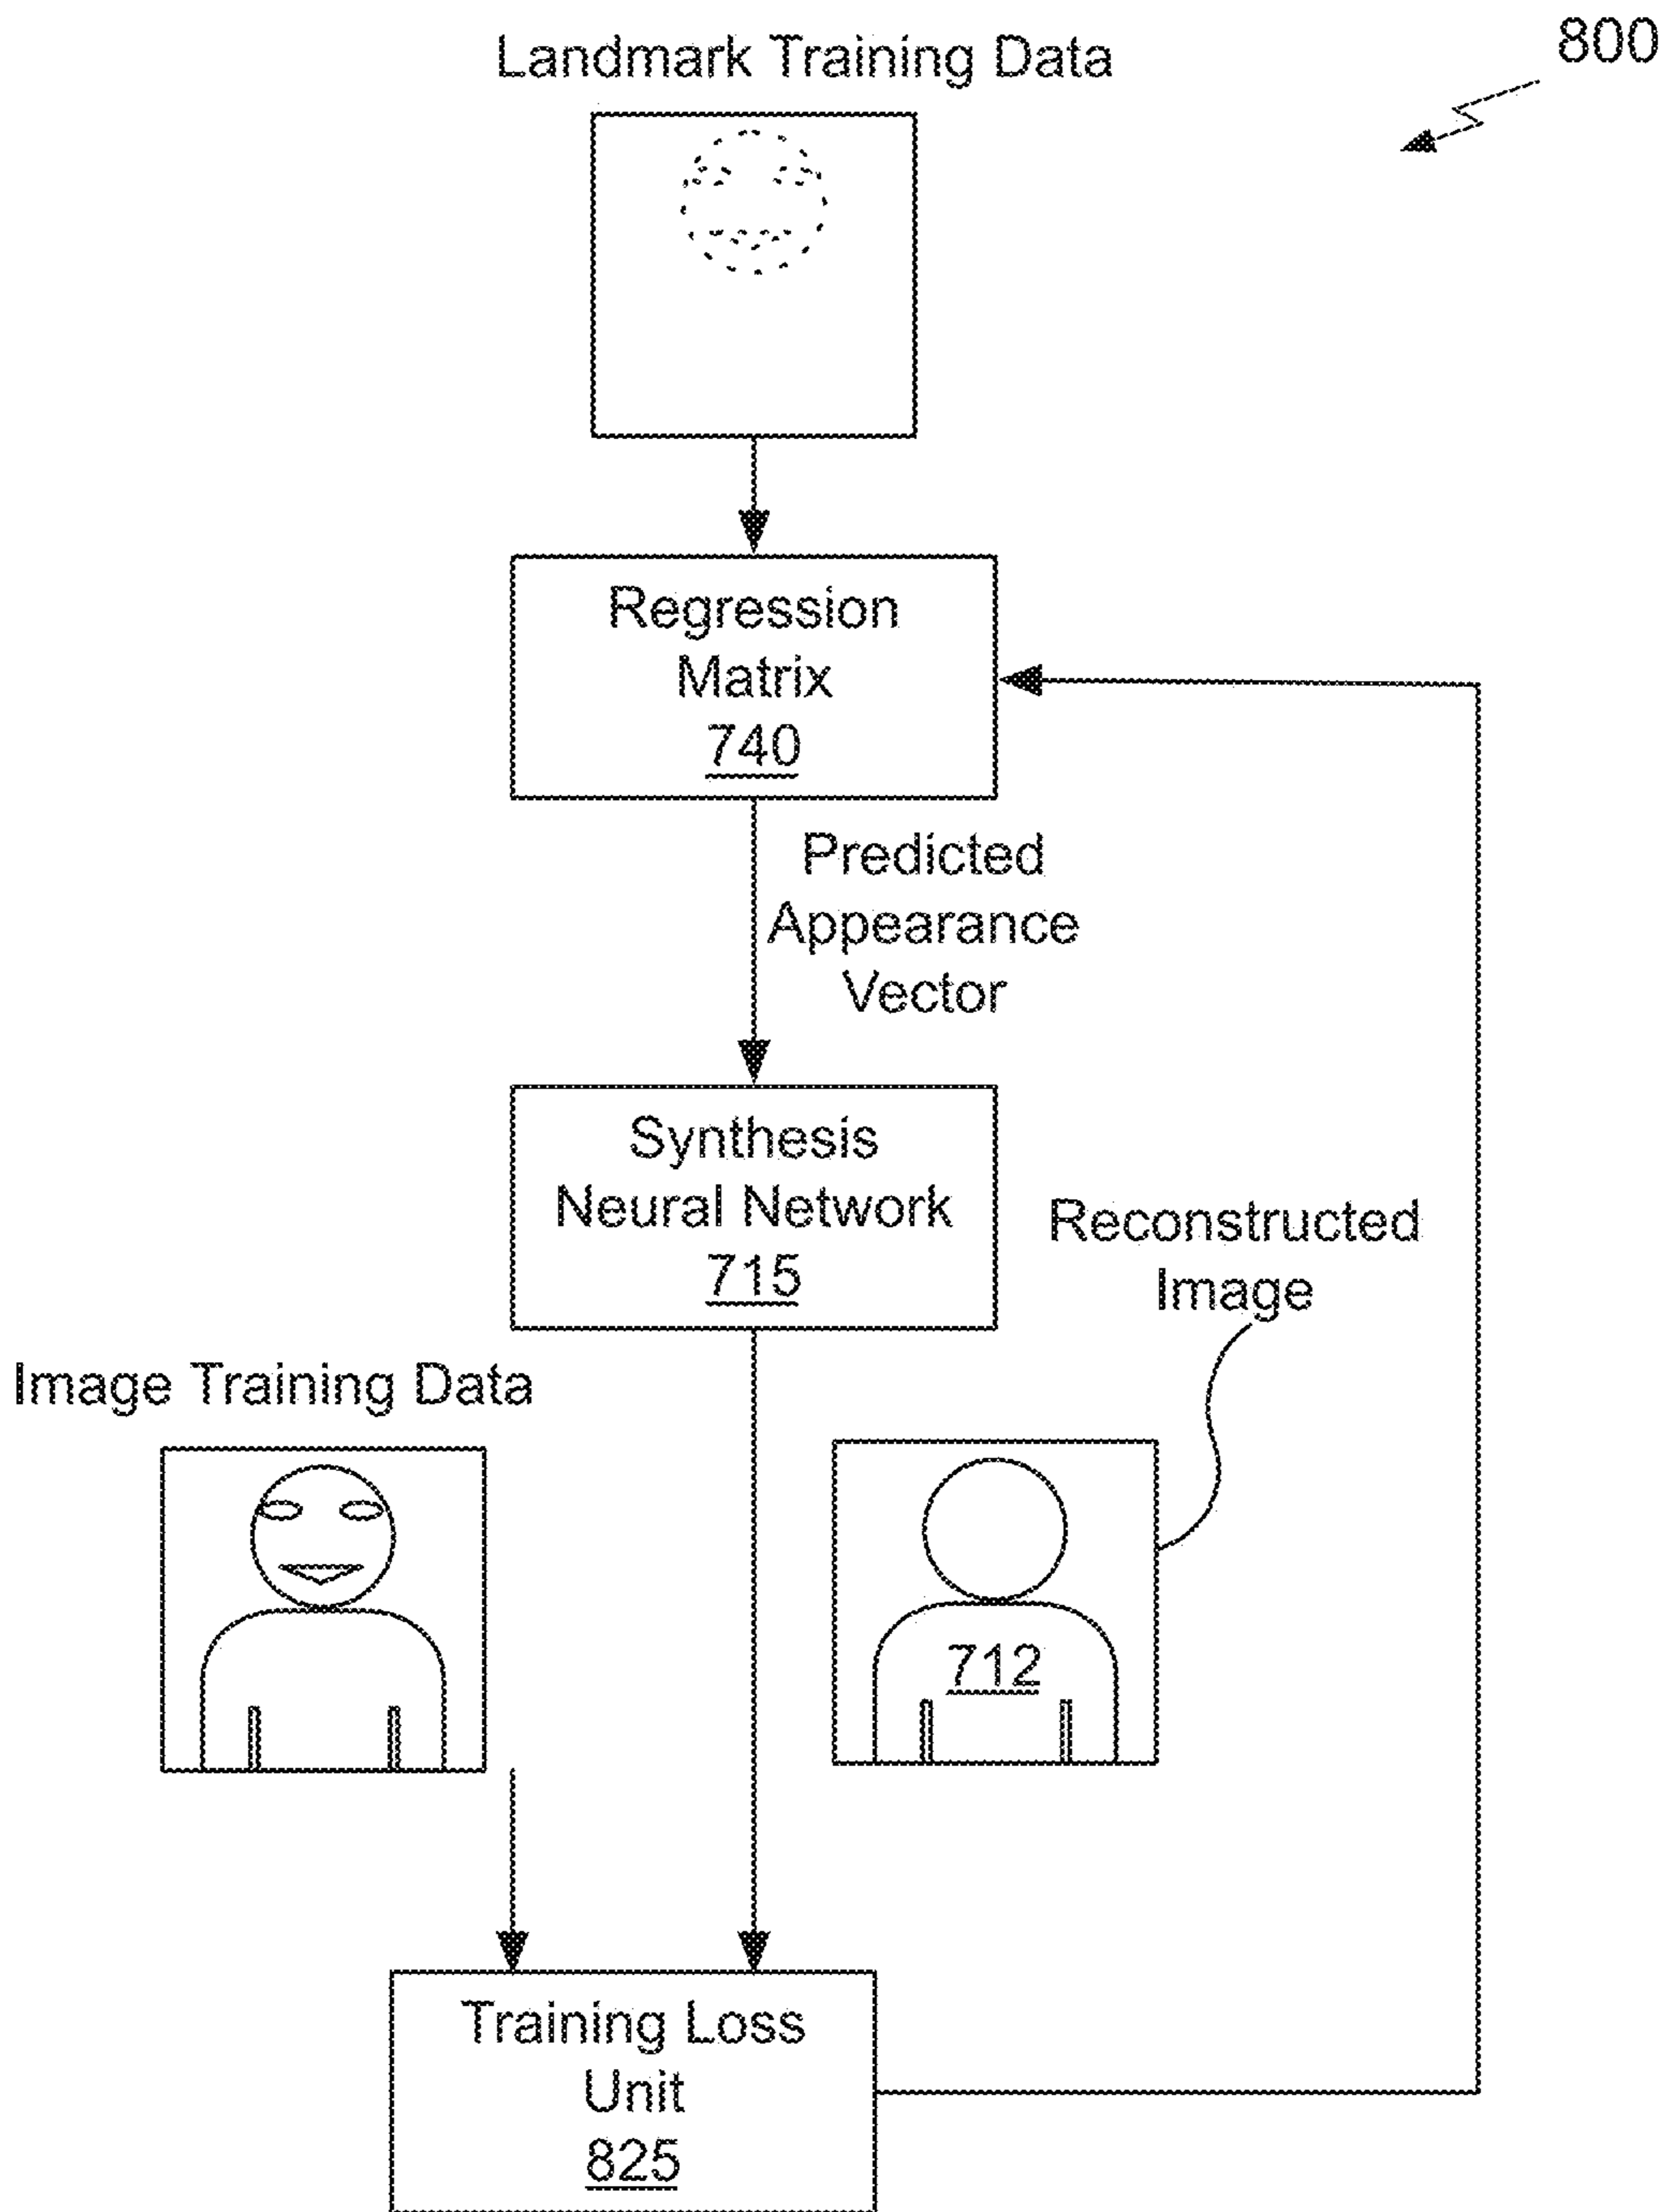 800
Landmark Training Data
Regression
Matrix
740
Predicted
Appearance
Vector
Synthesis
Neural Network
715
Reconstructed
Image
Image Training Data
712
Training Loss
Unit
825